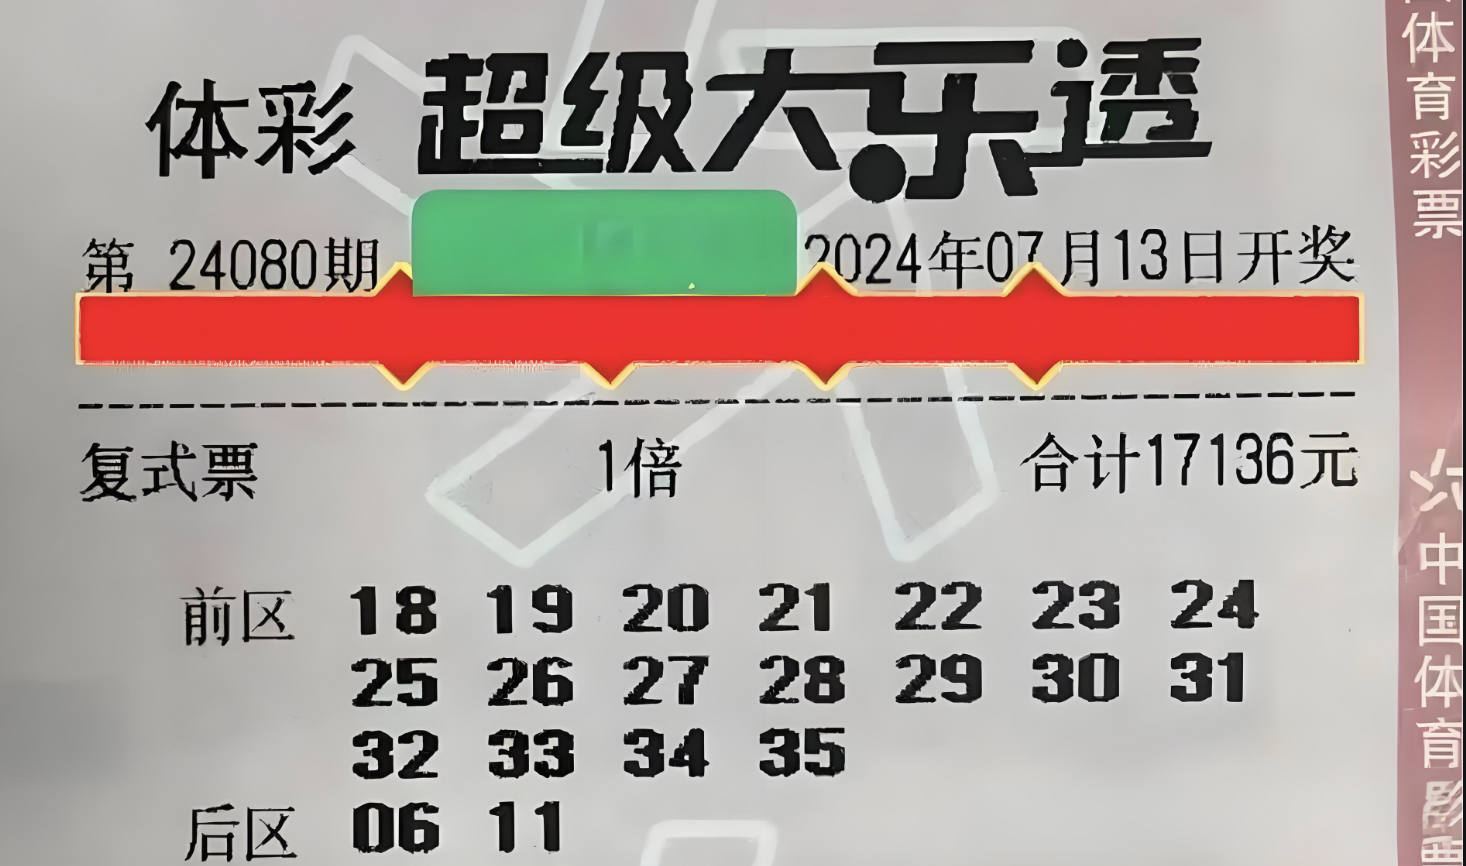 体彩 超级大乐透
第 24080期 2024年07月13日开奖
复式票 1倍 合计17136元
前区 18 19 20 21 22 23 24
25 26 27 28 29 30 31
32 33 34 35
后区 06 11
体育彩票
中国体育彩